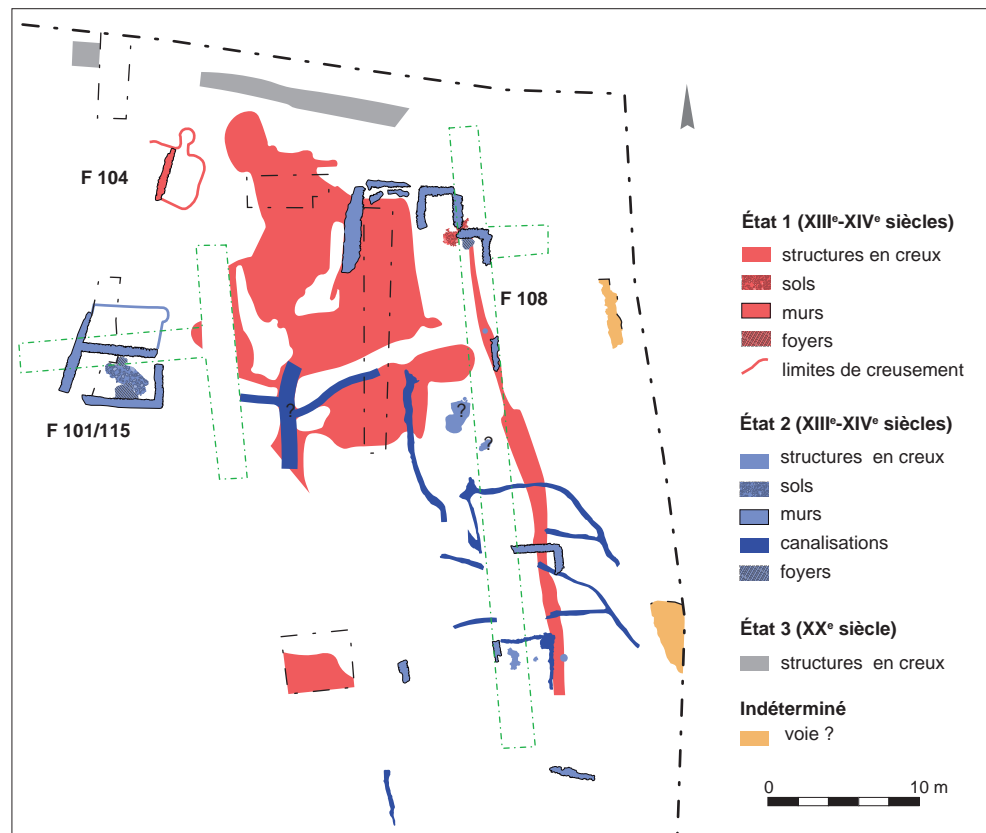 F 104
F 108
F 101/115
?
?
?
État 1 (XIIIᵉ-XIVᵉ siècles)
structures en creux
sols
murs
foyers
limites de creusement
État 2 (XIIIᵉ-XIVᵉ siècles)
structures en creux
sols
murs
canalisations
foyers
État 3 (XXᵉ siècle)
structures en creux
Indéterminé
voie ?
0 10 m